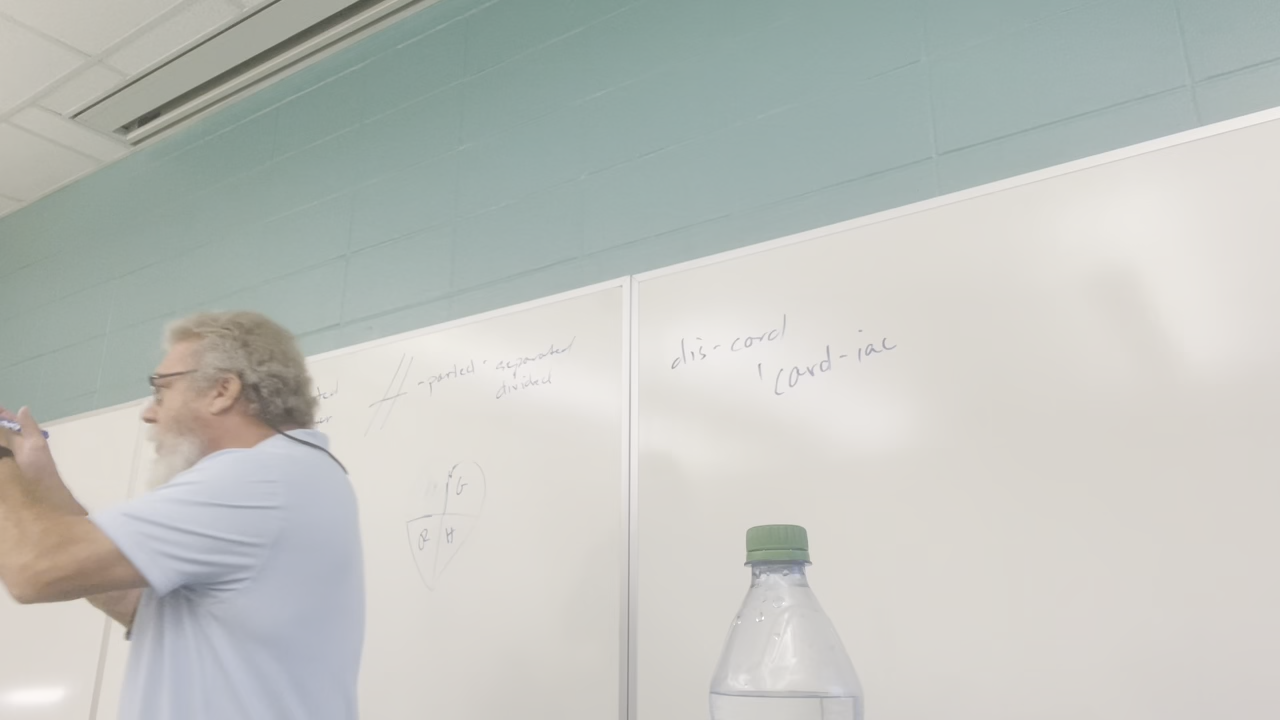 -parted - separated
divided
dis-cord
'card-iac
G
R H